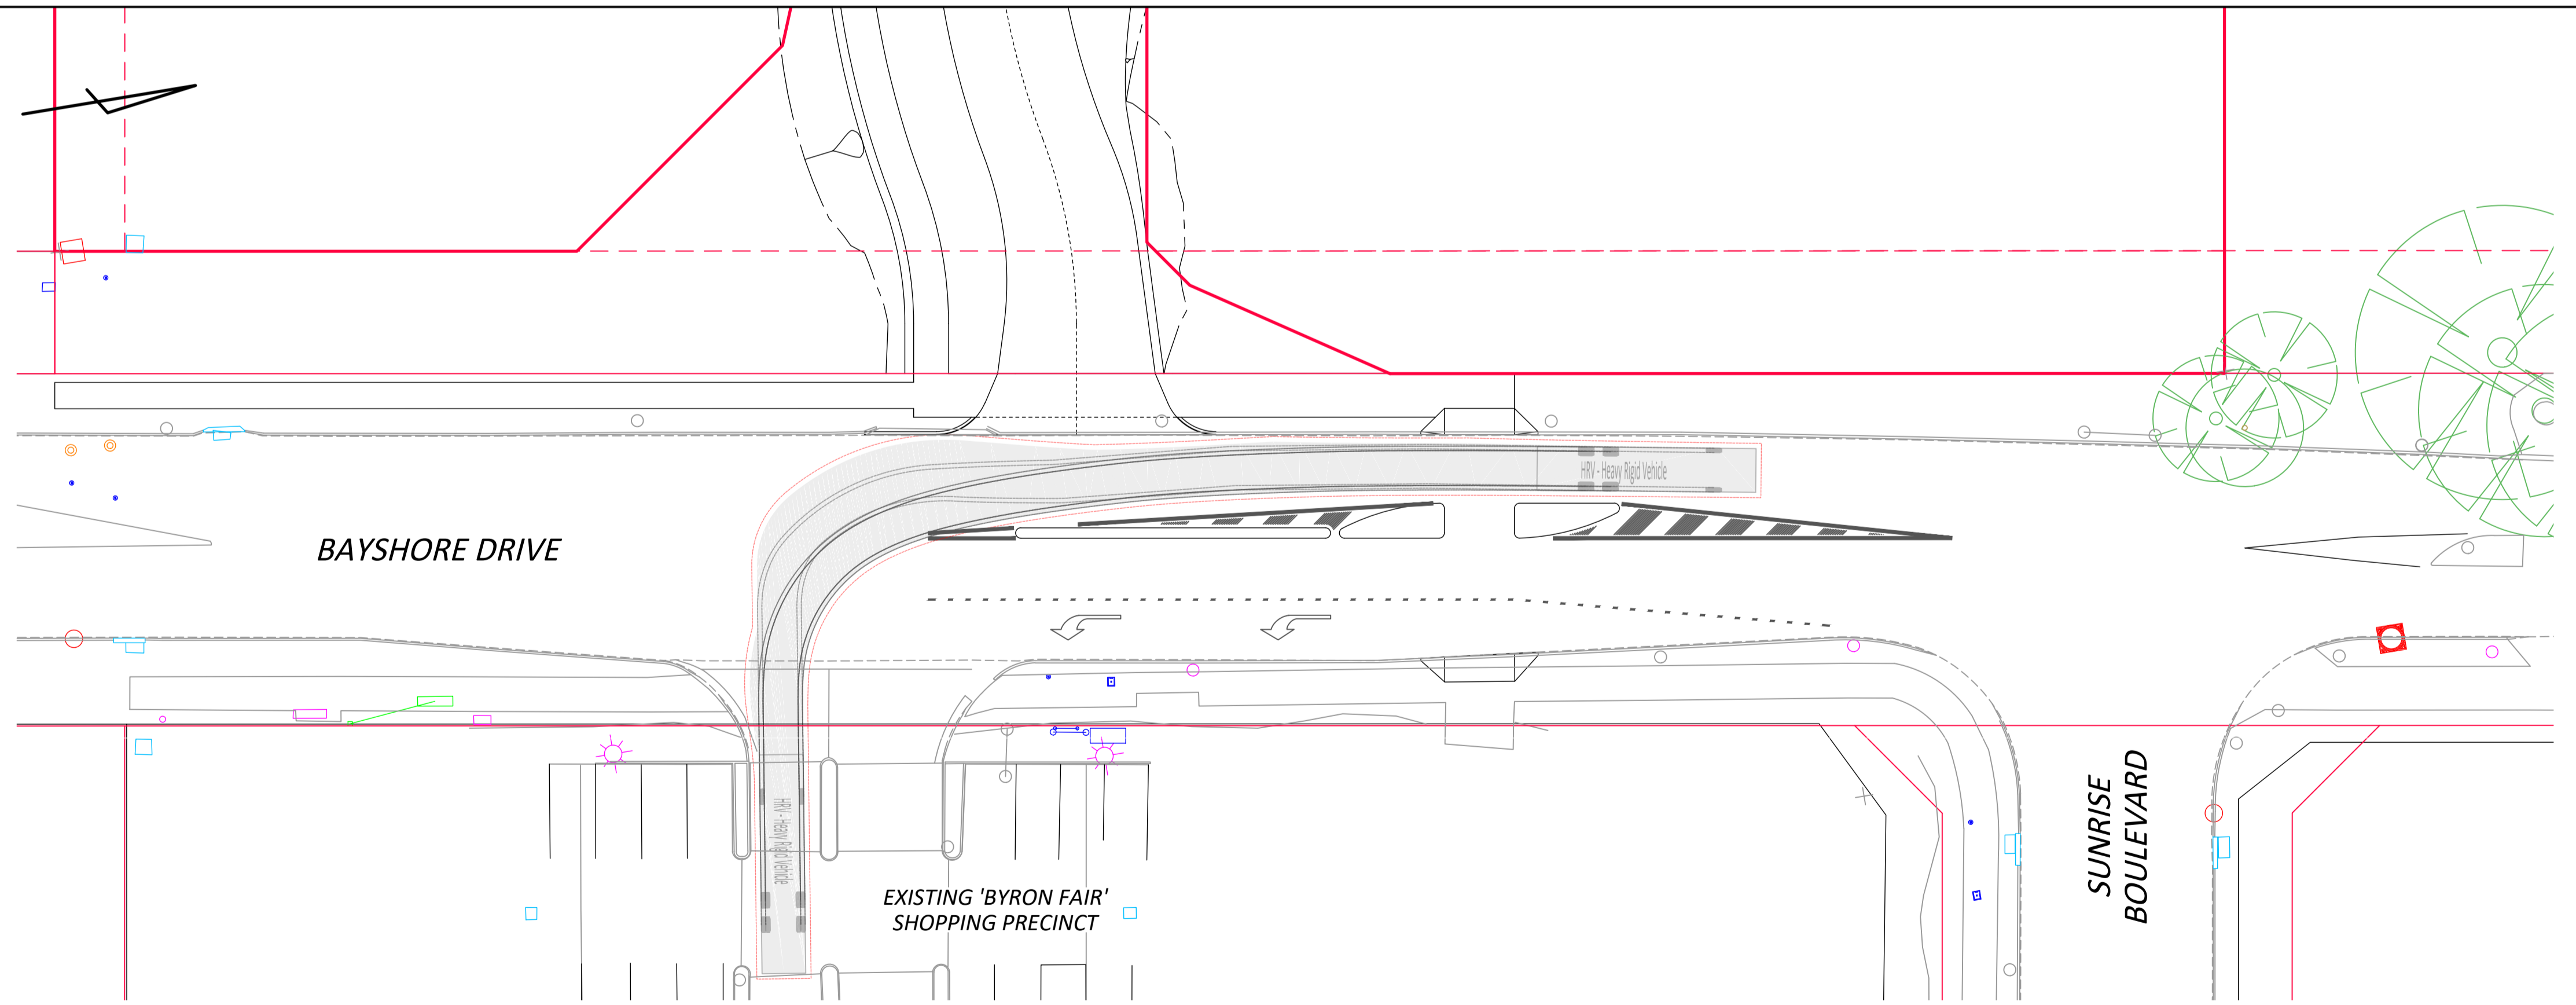 HRV - Heavy Rigid Vehicle
BAYSHORE DRIVE
HRV - Heavy Rigid Vehicle
EXISTING 'BYRON FAIR'
SHOPPING PRECINCT
SUNRISE
BOULEVARD